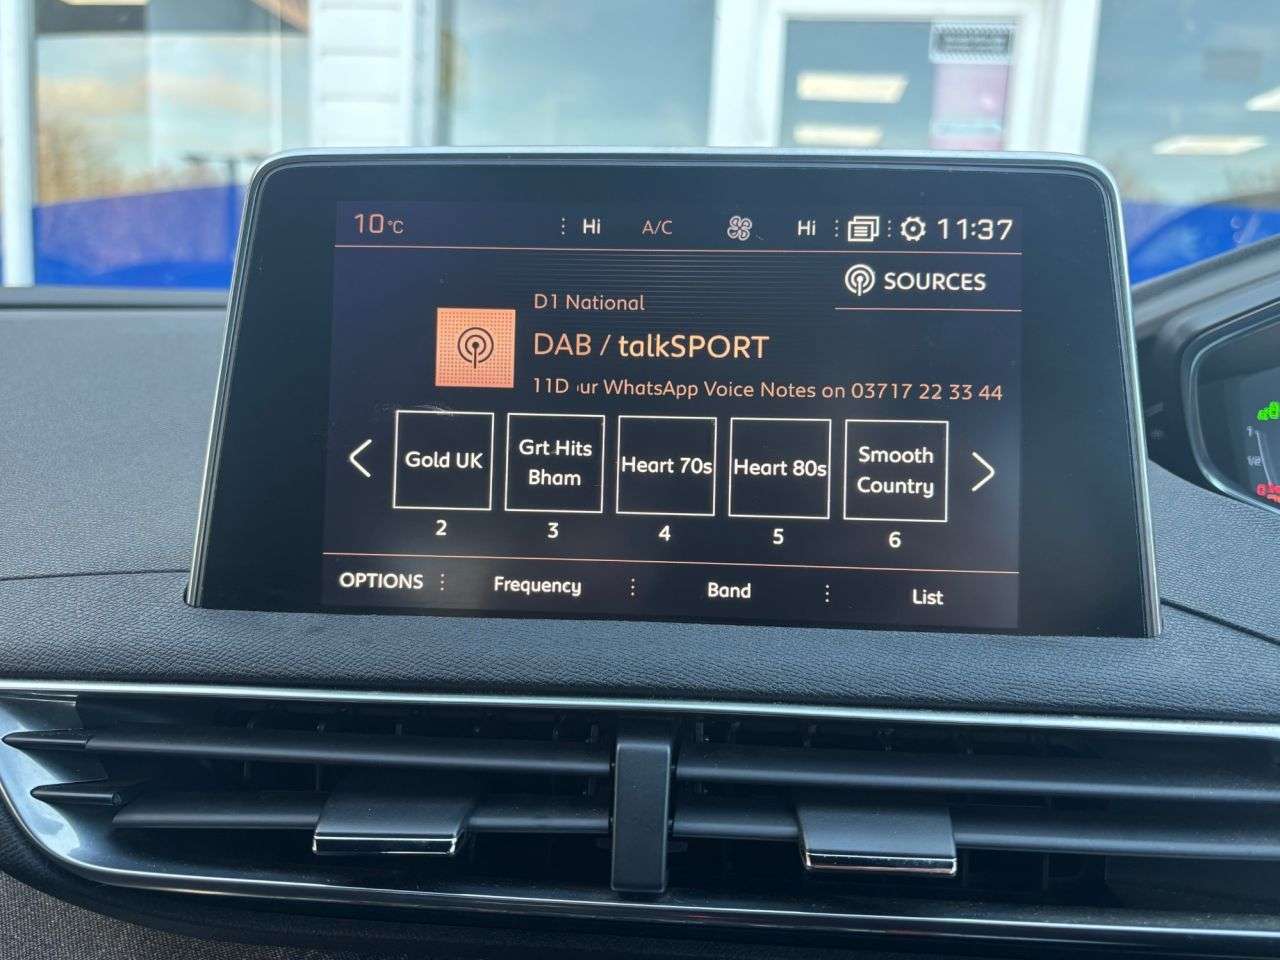 10 °C Hi A/C Hi 11:37
SOURCES
D1 National
DAB / talkSPORT
11D ur WhatsApp Voice Notes on 03717 22 33 44
Gold UK
2
Grt Hits
Bham
3
Heart 70s
4
Heart 80s
5
Smooth
Country
6
OPTIONS Frequency Band List